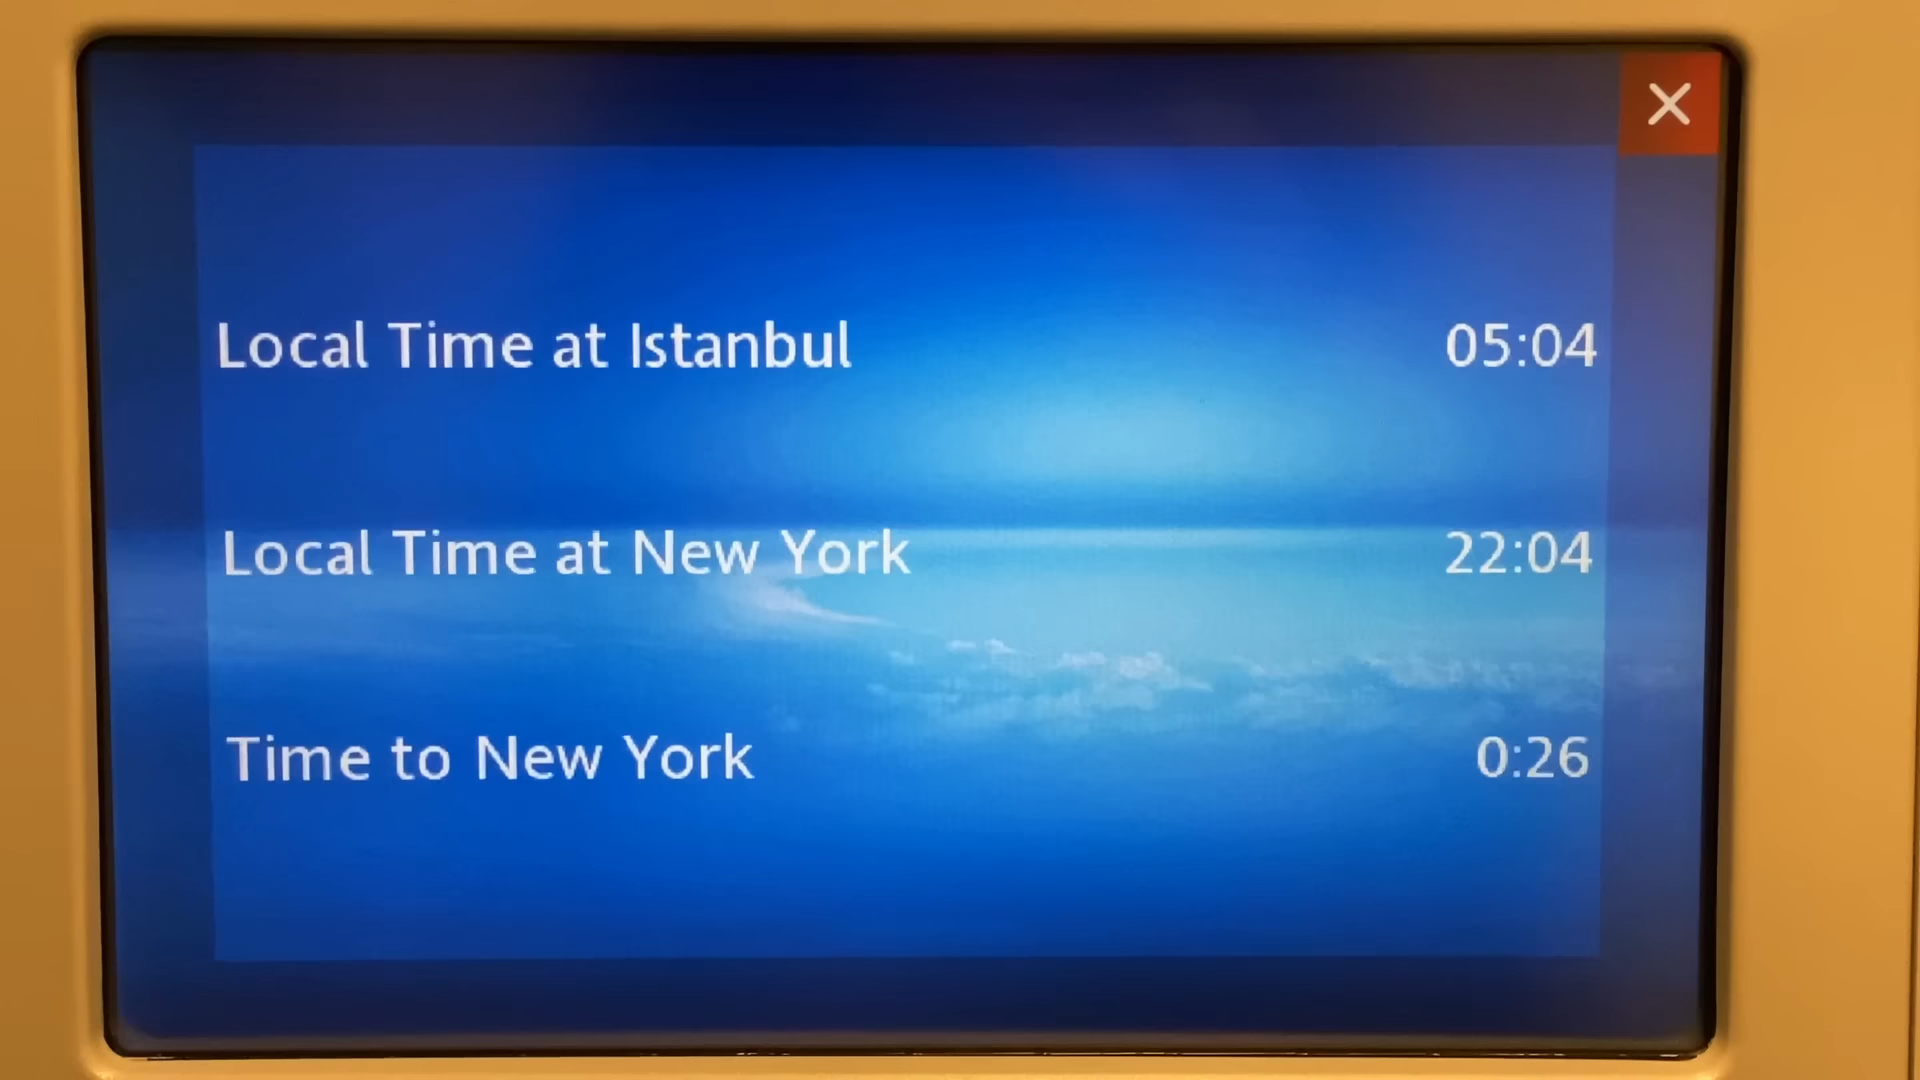 Local Time at Istanbul 05:04
Local Time at New York 22:04
Time to New York 0:26